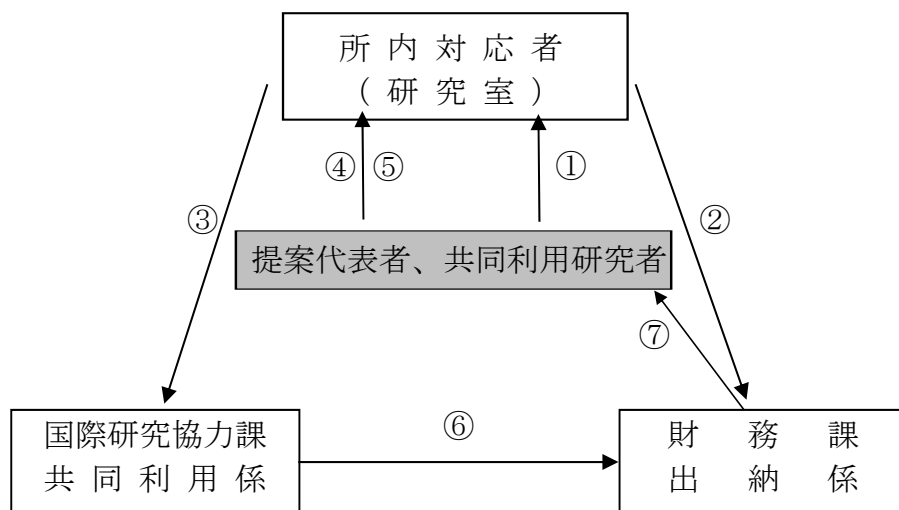 所内対応者
(研究室)
④ ⑤ ①
③ ②
提案代表者、共同利用研究者
⑦
国際研究協力課
共同利用係
⑥
財務課
出納係